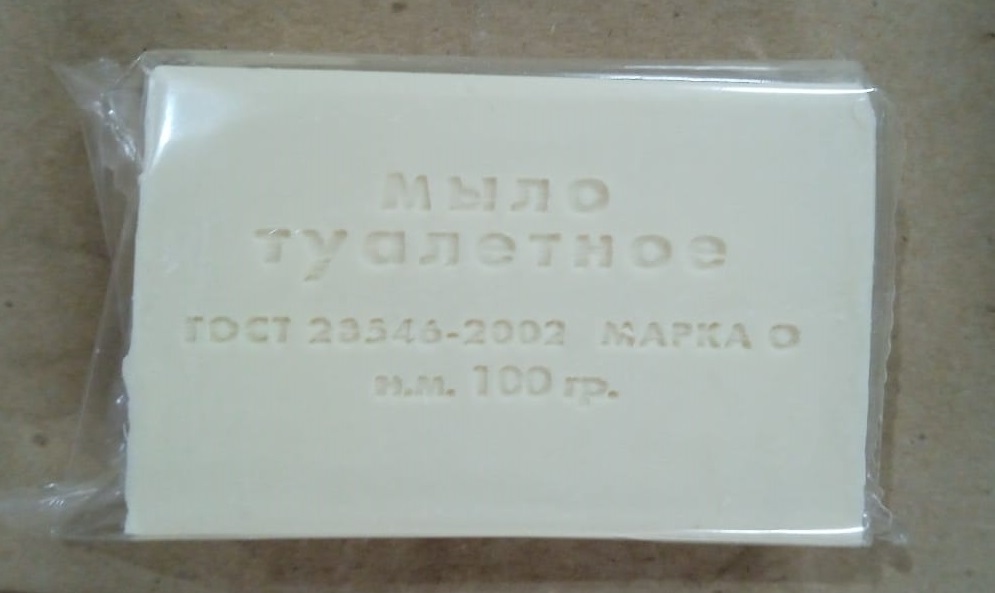 мыло
туалетное
ГОСТ 28546-2002 МАРКА О
н.м. 100 гр.